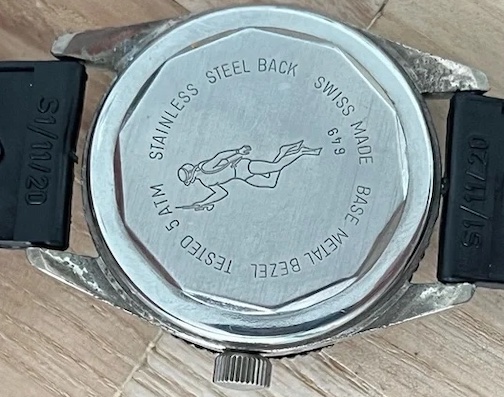 STAINLESS STEEL BACK SWISS MADE BASE METAL BEZEL TESTED 5 ATM
649
S1/11/20
S1/11/20